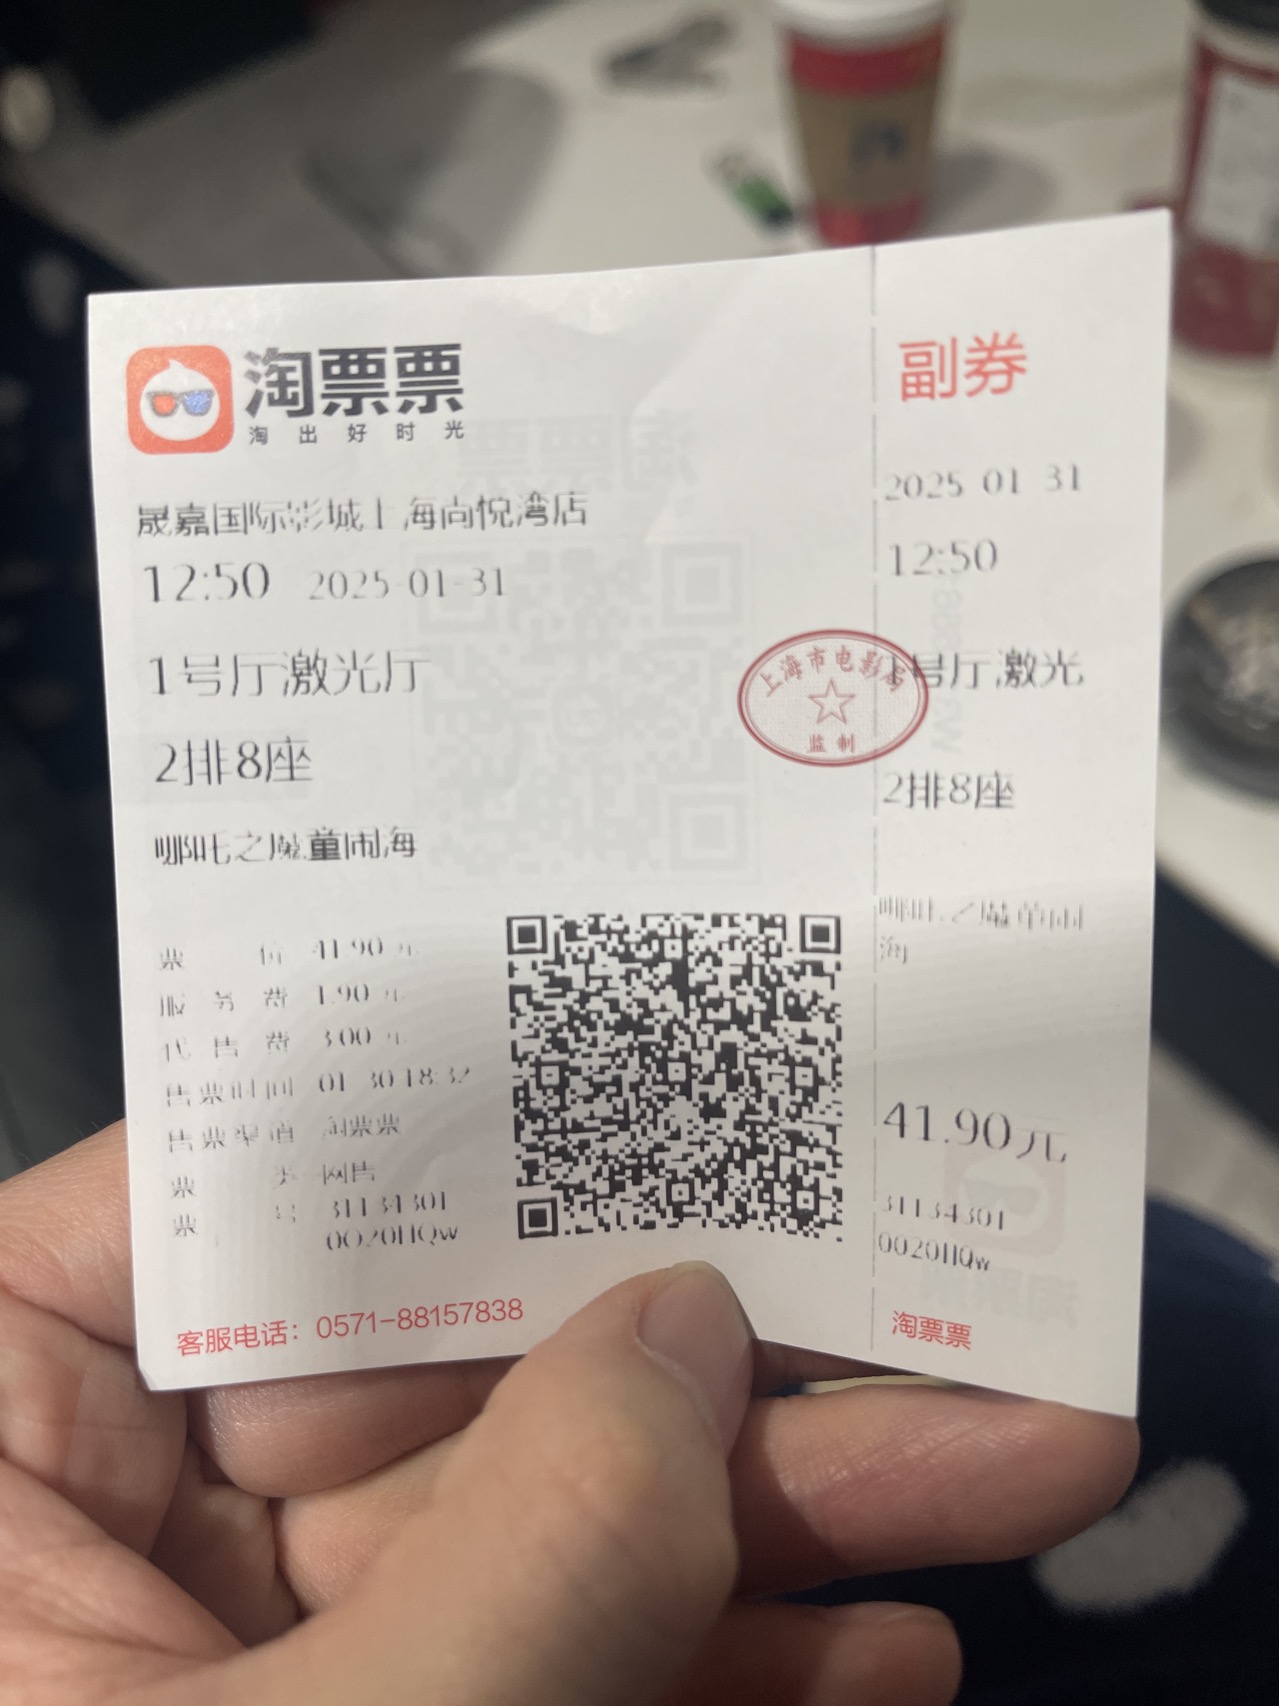 淘票票
淘出好时光
晟嘉国际影城上海尚悦湾店
12:50 2025-01-31
1号厅激光厅
2排8座
哪吒之魔童闹海
票价 41.90元
服务费 1.90元
代售费 3.00元
售票时间 01-30 18:32
售票渠道 淘票票
票类 网售
票号 31134301
0020HQw
客服电话：0571-88157838
上海市电影局
监制
副券
2025-01-31
12:50
1号厅激光
2排8座
哪吒之魔童闹
海
41.90元
31134301
0020HQw
淘票票